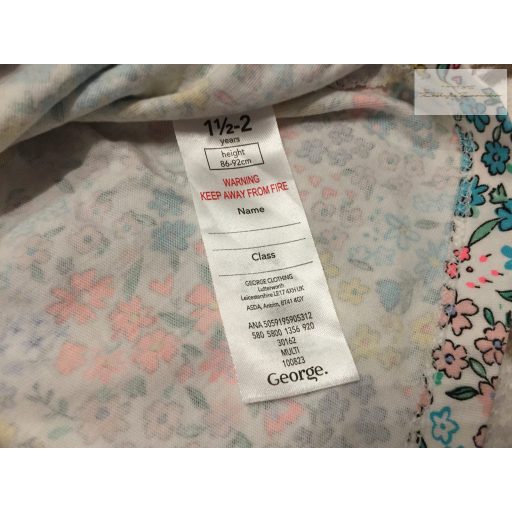 1½-2
years
height
86-92cm
WARNING
KEEP AWAY FROM FIRE
Name
Class
GEORGE CLOTHING
Lutterworth
Leicestershire LE17 4XH UK
ASDA, Antrim, BT41 4GY
ANA 5059195905312
580 5800 1356 920
30162
MULTI
100823
George.